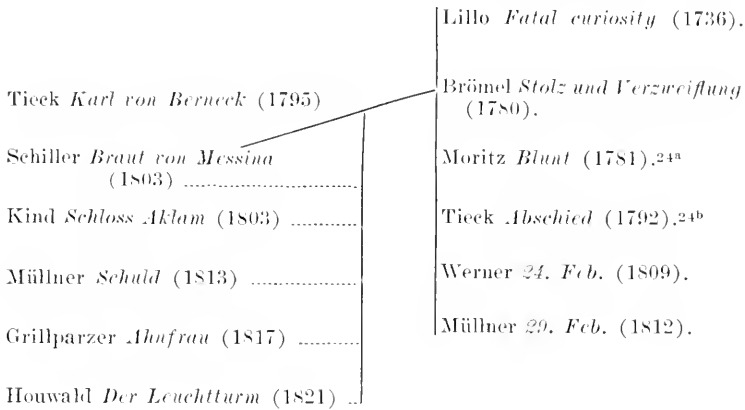 Lillo Fatal curiosity (1736).
Tieck Karl von Berneck (1795)
Brömel Stolz und Verzweiflung
(1780).
Schiller Braut von Messina
(1803)
Moritz Blunt (1781).24a
Kind Schloss Aklam (1803)
Tieck Abschied (1792).24b
Müllner Schuld (1813)
Werner 24. Feb. (1809).
Grillparzer Ahnfrau (1817)
Müllner 29. Feb. (1812).
Houwald Der Leuchtturm (1821)